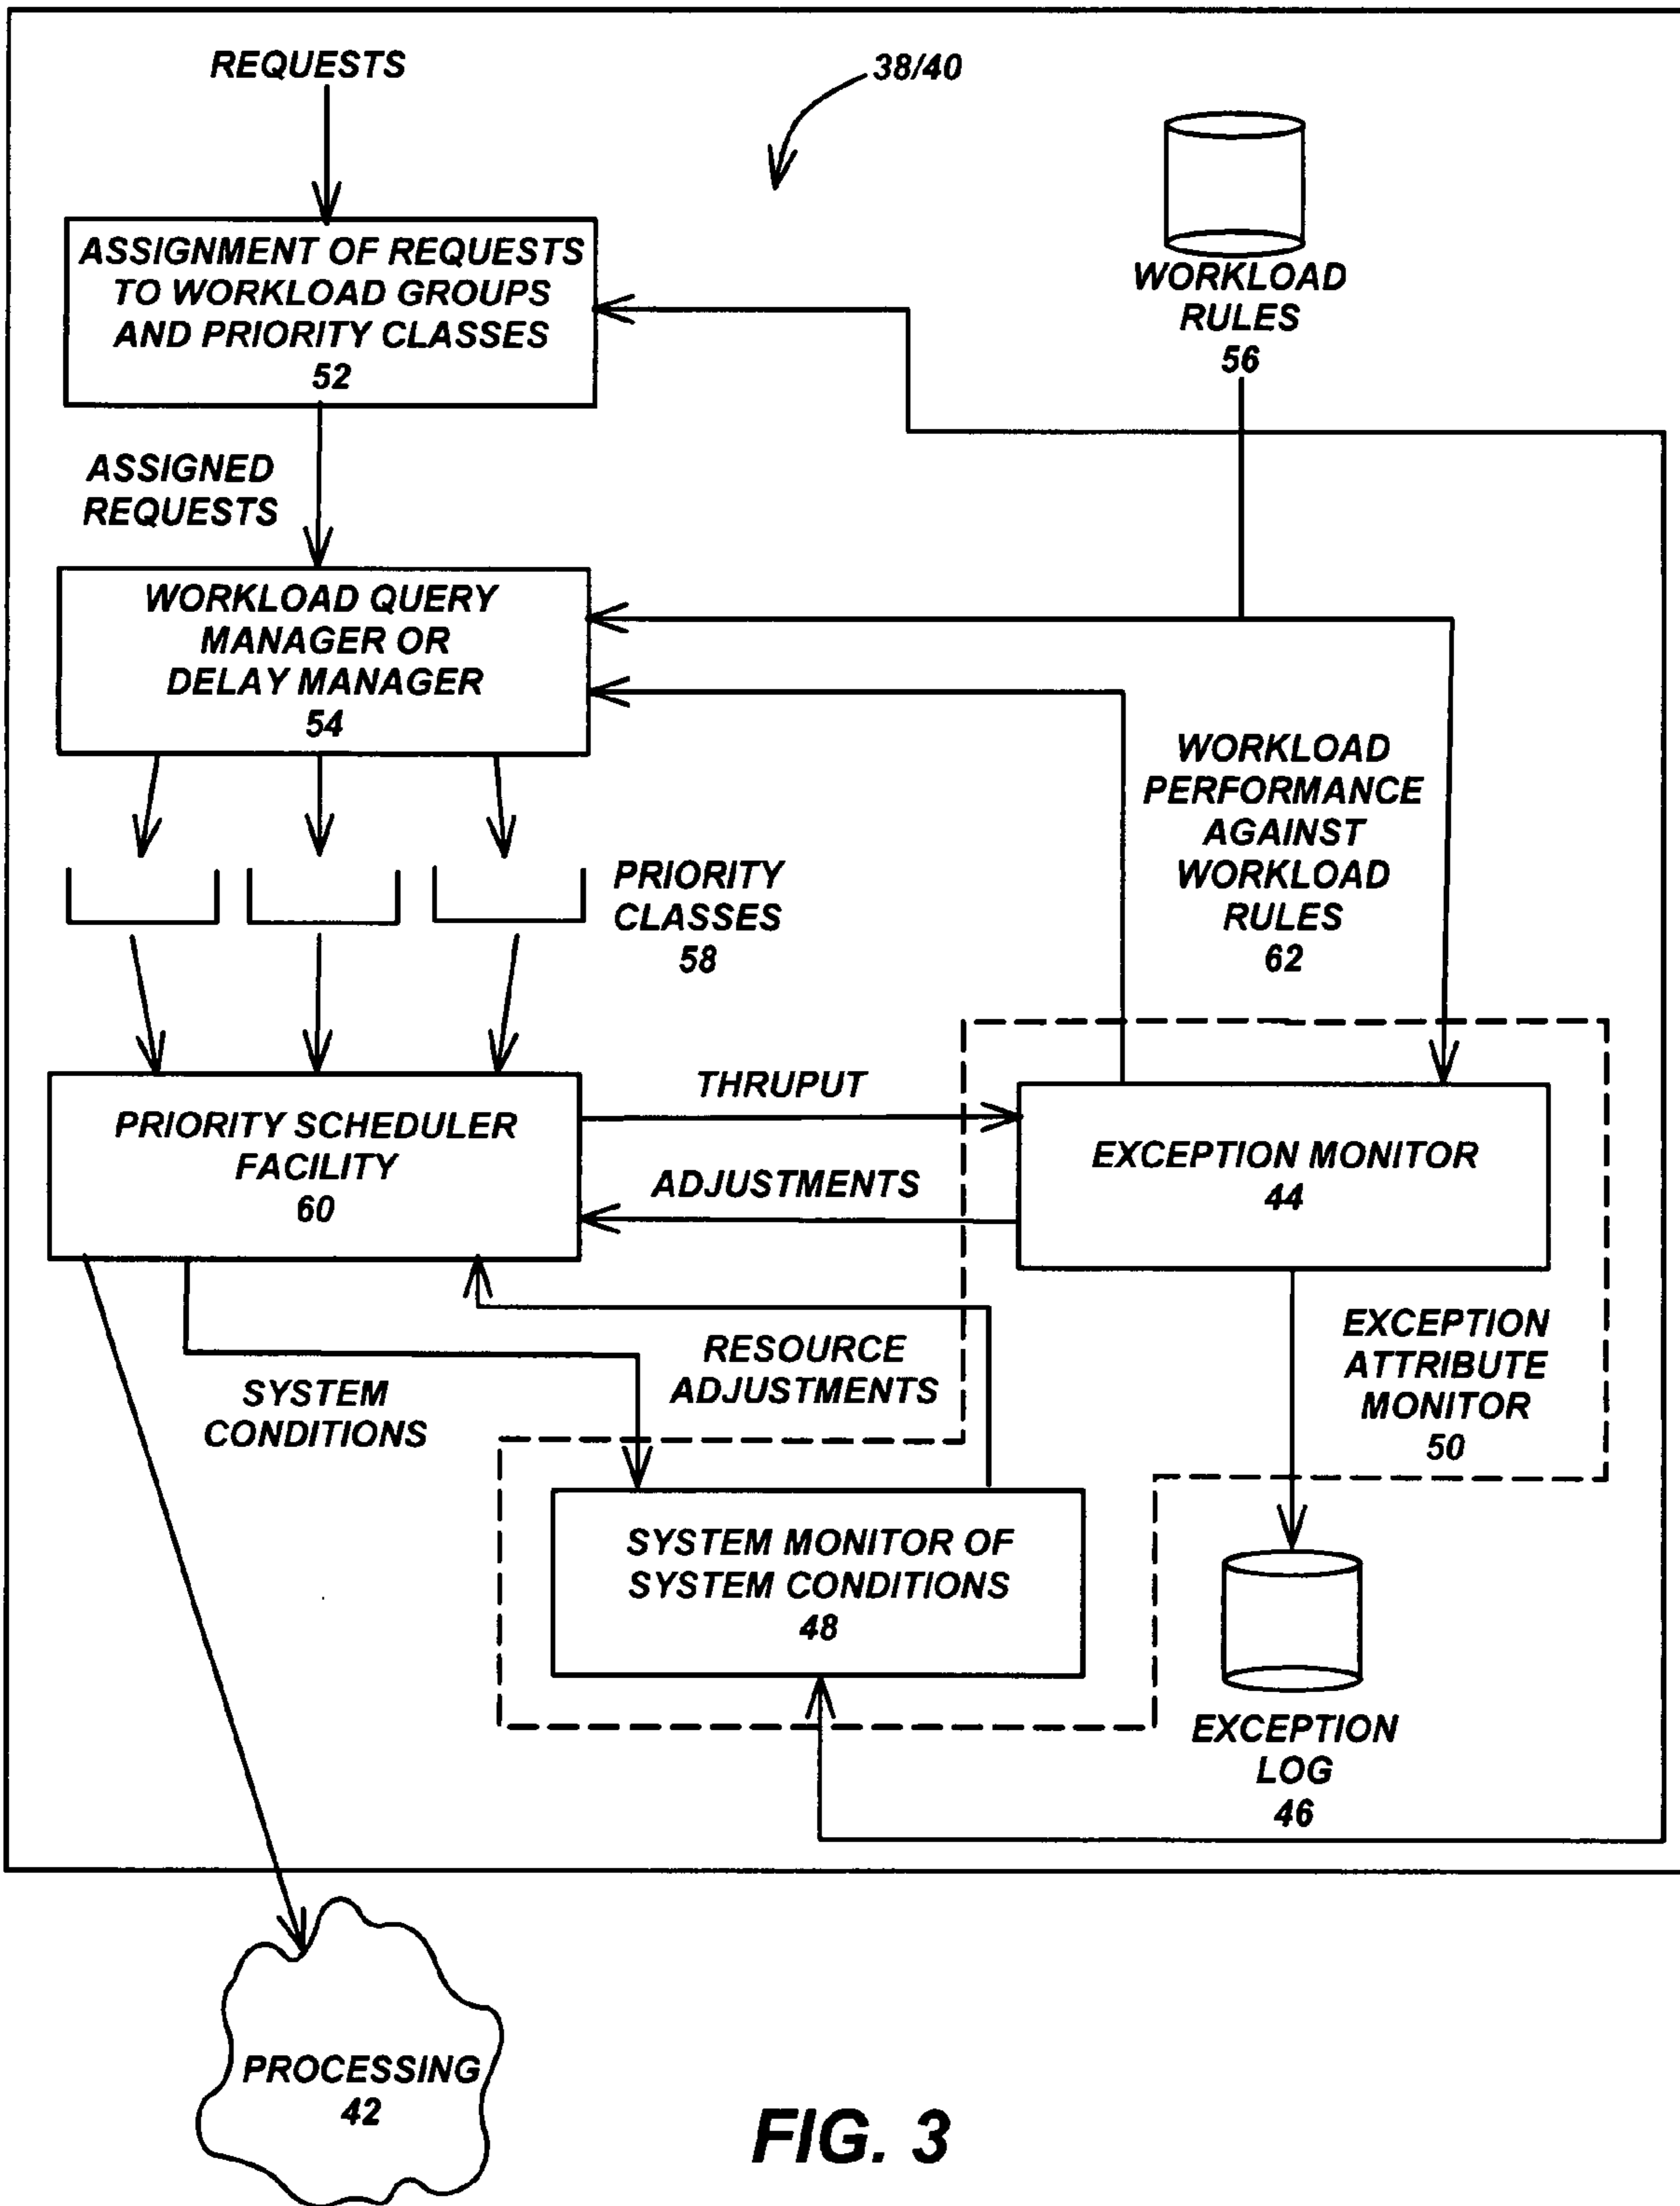 REQUESTS
38/40
ASSIGNMENT OF REQUESTS
TO WORKLOAD GROUPS
AND PRIORITY CLASSES
52
WORKLOAD
RULES
56
ASSIGNED
REQUESTS
WORKLOAD QUERY
MANAGER OR
DELAY MANAGER
54
WORKLOAD
PERFORMANCE
AGAINST
WORKLOAD
RULES
62
PRIORITY
CLASSES
58
PRIORITY SCHEDULER
FACILITY
60
THRUPUT
ADJUSTMENTS
EXCEPTION MONITOR
44
SYSTEM
CONDITIONS
RESOURCE
ADJUSTMENTS
EXCEPTION
ATTRIBUTE
MONITOR
50
SYSTEM MONITOR OF
SYSTEM CONDITIONS
48
EXCEPTION
LOG
46
PROCESSING
42
FIG. 3